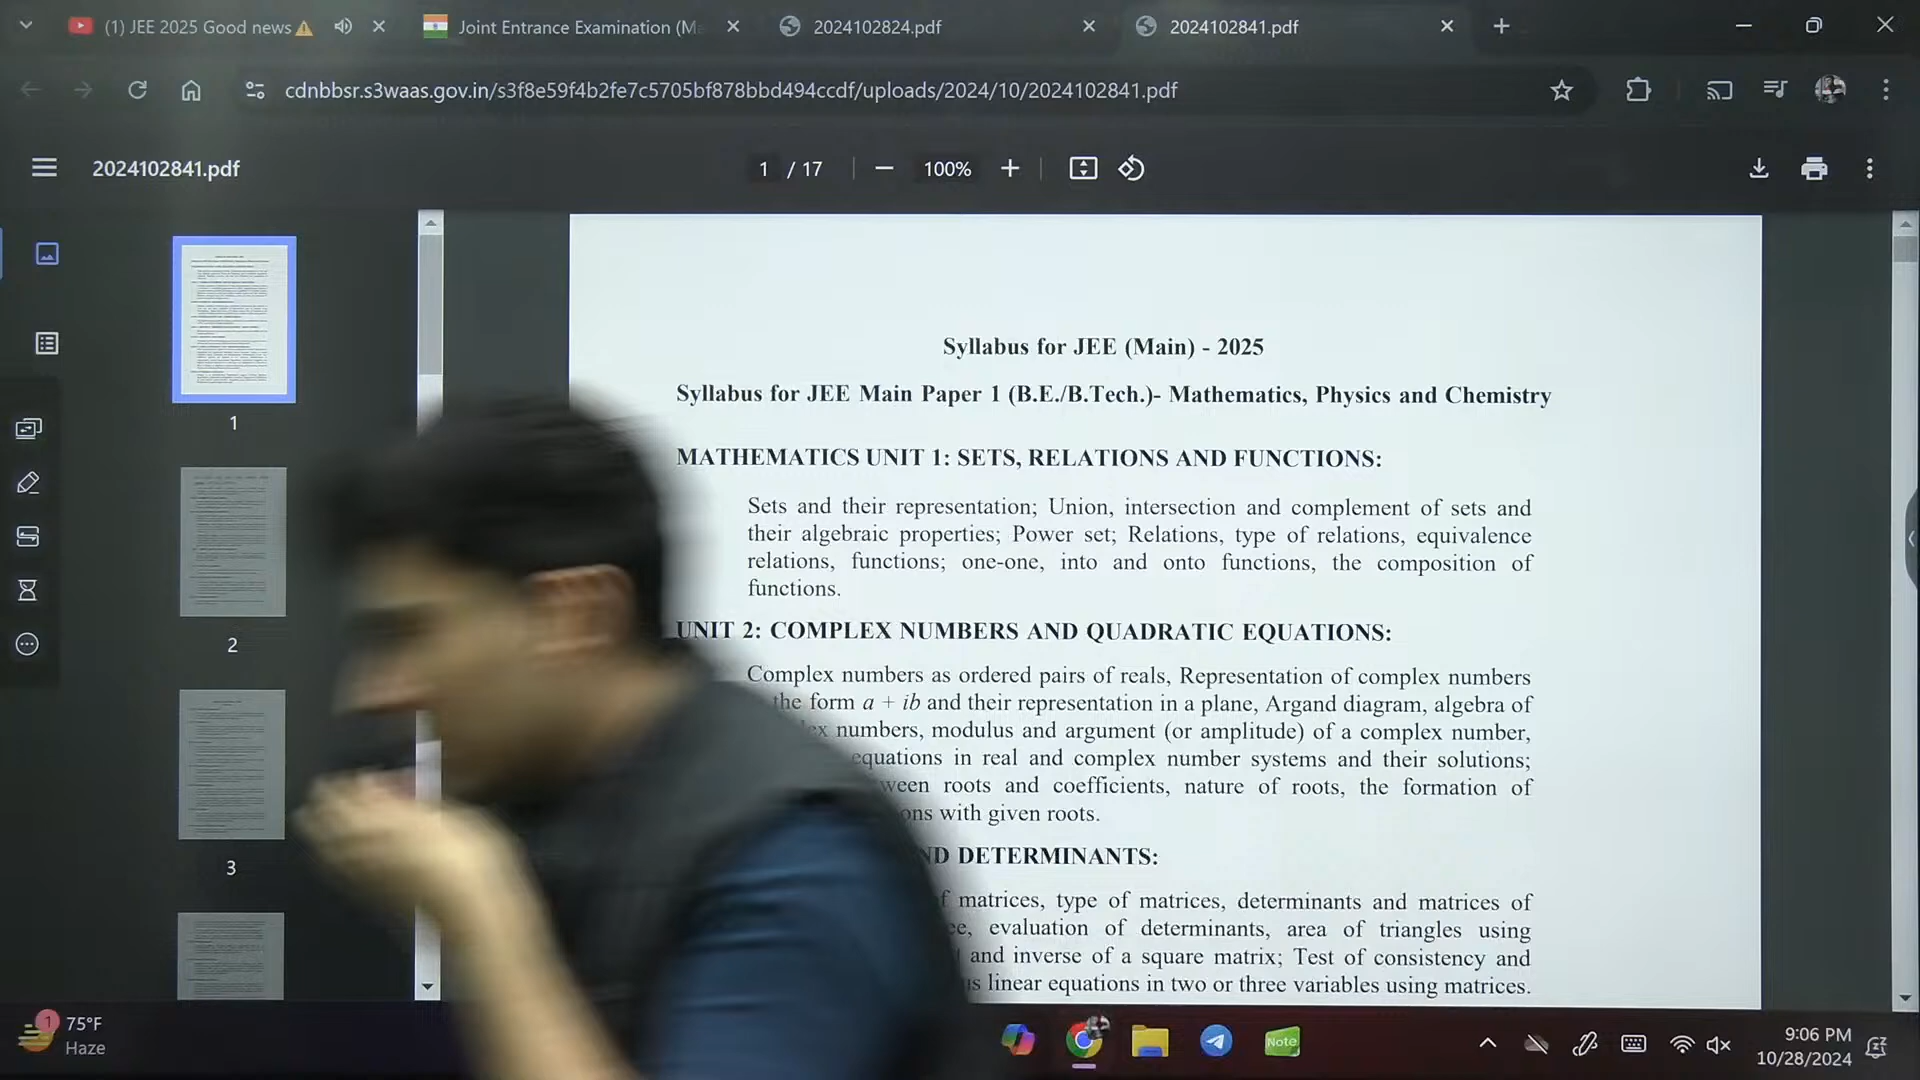 (1) JEE 2025 Good news
Joint Entrance Examination (M
2024102824.pdf
2024102841.pdf
cdnbbsr.s3waas.gov.in/s3f8e59f4b2fe7c5705bf878bbd494ccdf/uploads/2024/10/2024102841.pdf
2024102841.pdf
1 / 17
100%
1
2
3
Syllabus for JEE (Main) - 2025
Syllabus for JEE Main Paper 1 (B.E./B.Tech.)- Mathematics, Physics and Chemistry
MATHEMATICS UNIT 1: SETS, RELATIONS AND FUNCTIONS:
Sets and their representation; Union, intersection and complement of sets and
their algebraic properties; Power set; Relations, type of relations, equivalence
relations, functions; one-one, into and onto functions, the composition of
functions.
UNIT 2: COMPLEX NUMBERS AND QUADRATIC EQUATIONS:
Complex numbers as ordered pairs of reals, Representation of complex numbers
the form a + ib and their representation in a plane, Argand diagram, algebra of
numbers, modulus and argument (or amplitude) of a complex number,
equations in real and complex number systems and their solutions;
roots and coefficients, nature of roots, the formation of
with given roots.
DETERMINANTS:
matrices, type of matrices, determinants and matrices of
evaluation of determinants, area of triangles using
and inverse of a square matrix; Test of consistency and
linear equations in two or three variables using matrices.
1
75°F
Haze
Note
9:06 PM
10/28/2024